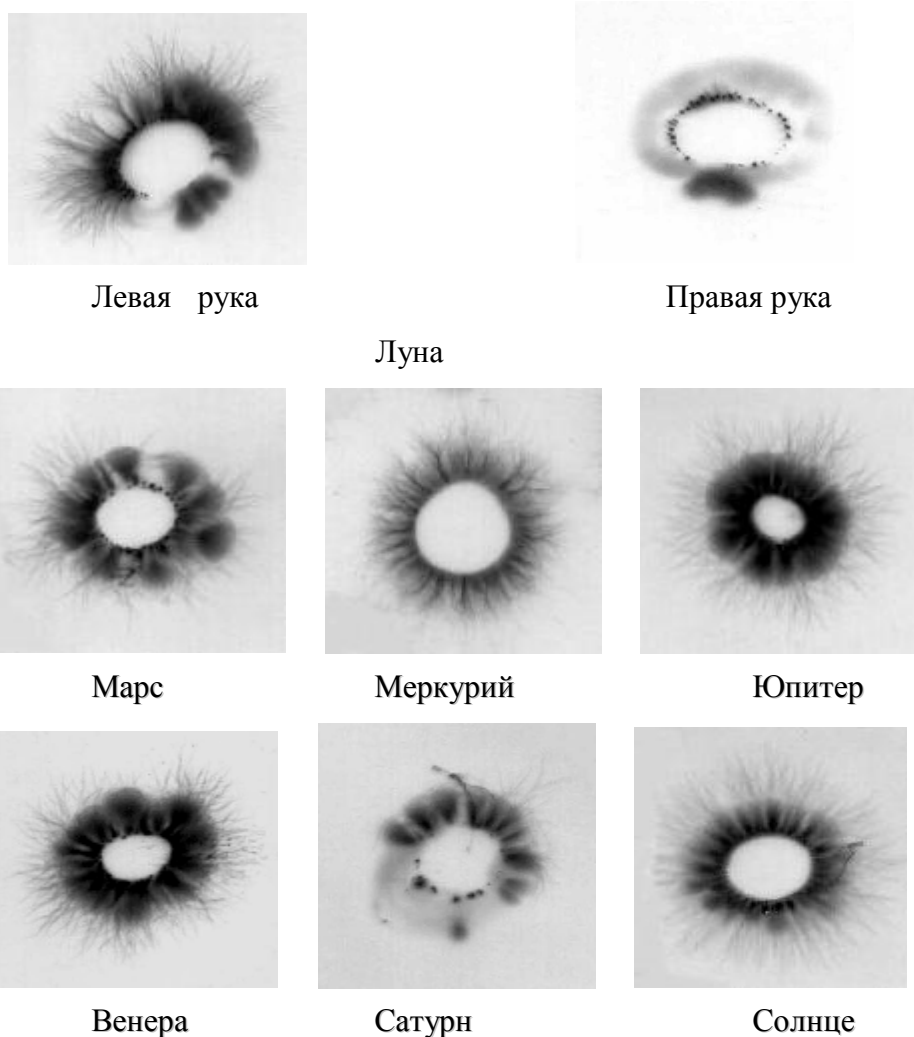 Левая рука Правая рука
Луна
Марс Меркурий Юпитер
Венера Сатурн Солнце